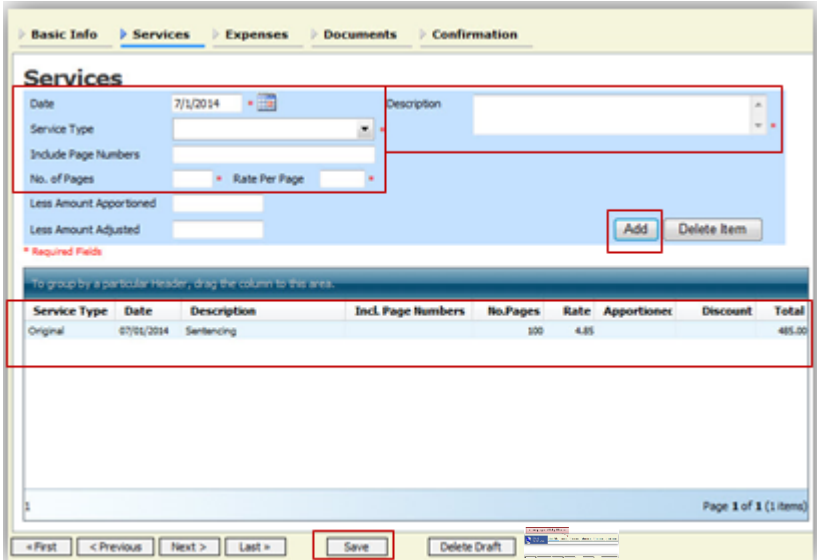 Basic Info Services Expenses Documents Confirmation
Services
Date 7/1/2014 * Description *
Service Type *
Include Page Numbers
No. of Pages * Rate Per Page *
Less Amount Apportioned
Less Amount Adjusted Add Delete Item
* Required Fields
To group by a particular Header, drag the column to this area.
Service Type Date Description Incl. Page Numbers No.Pages Rate Apportionec Discount Total
Original 07/01/2014 Sentencing 100 4.85 485.00
1 Page 1 of 1 (1 items)
« First < Previous Next > Last » Save Delete Draft